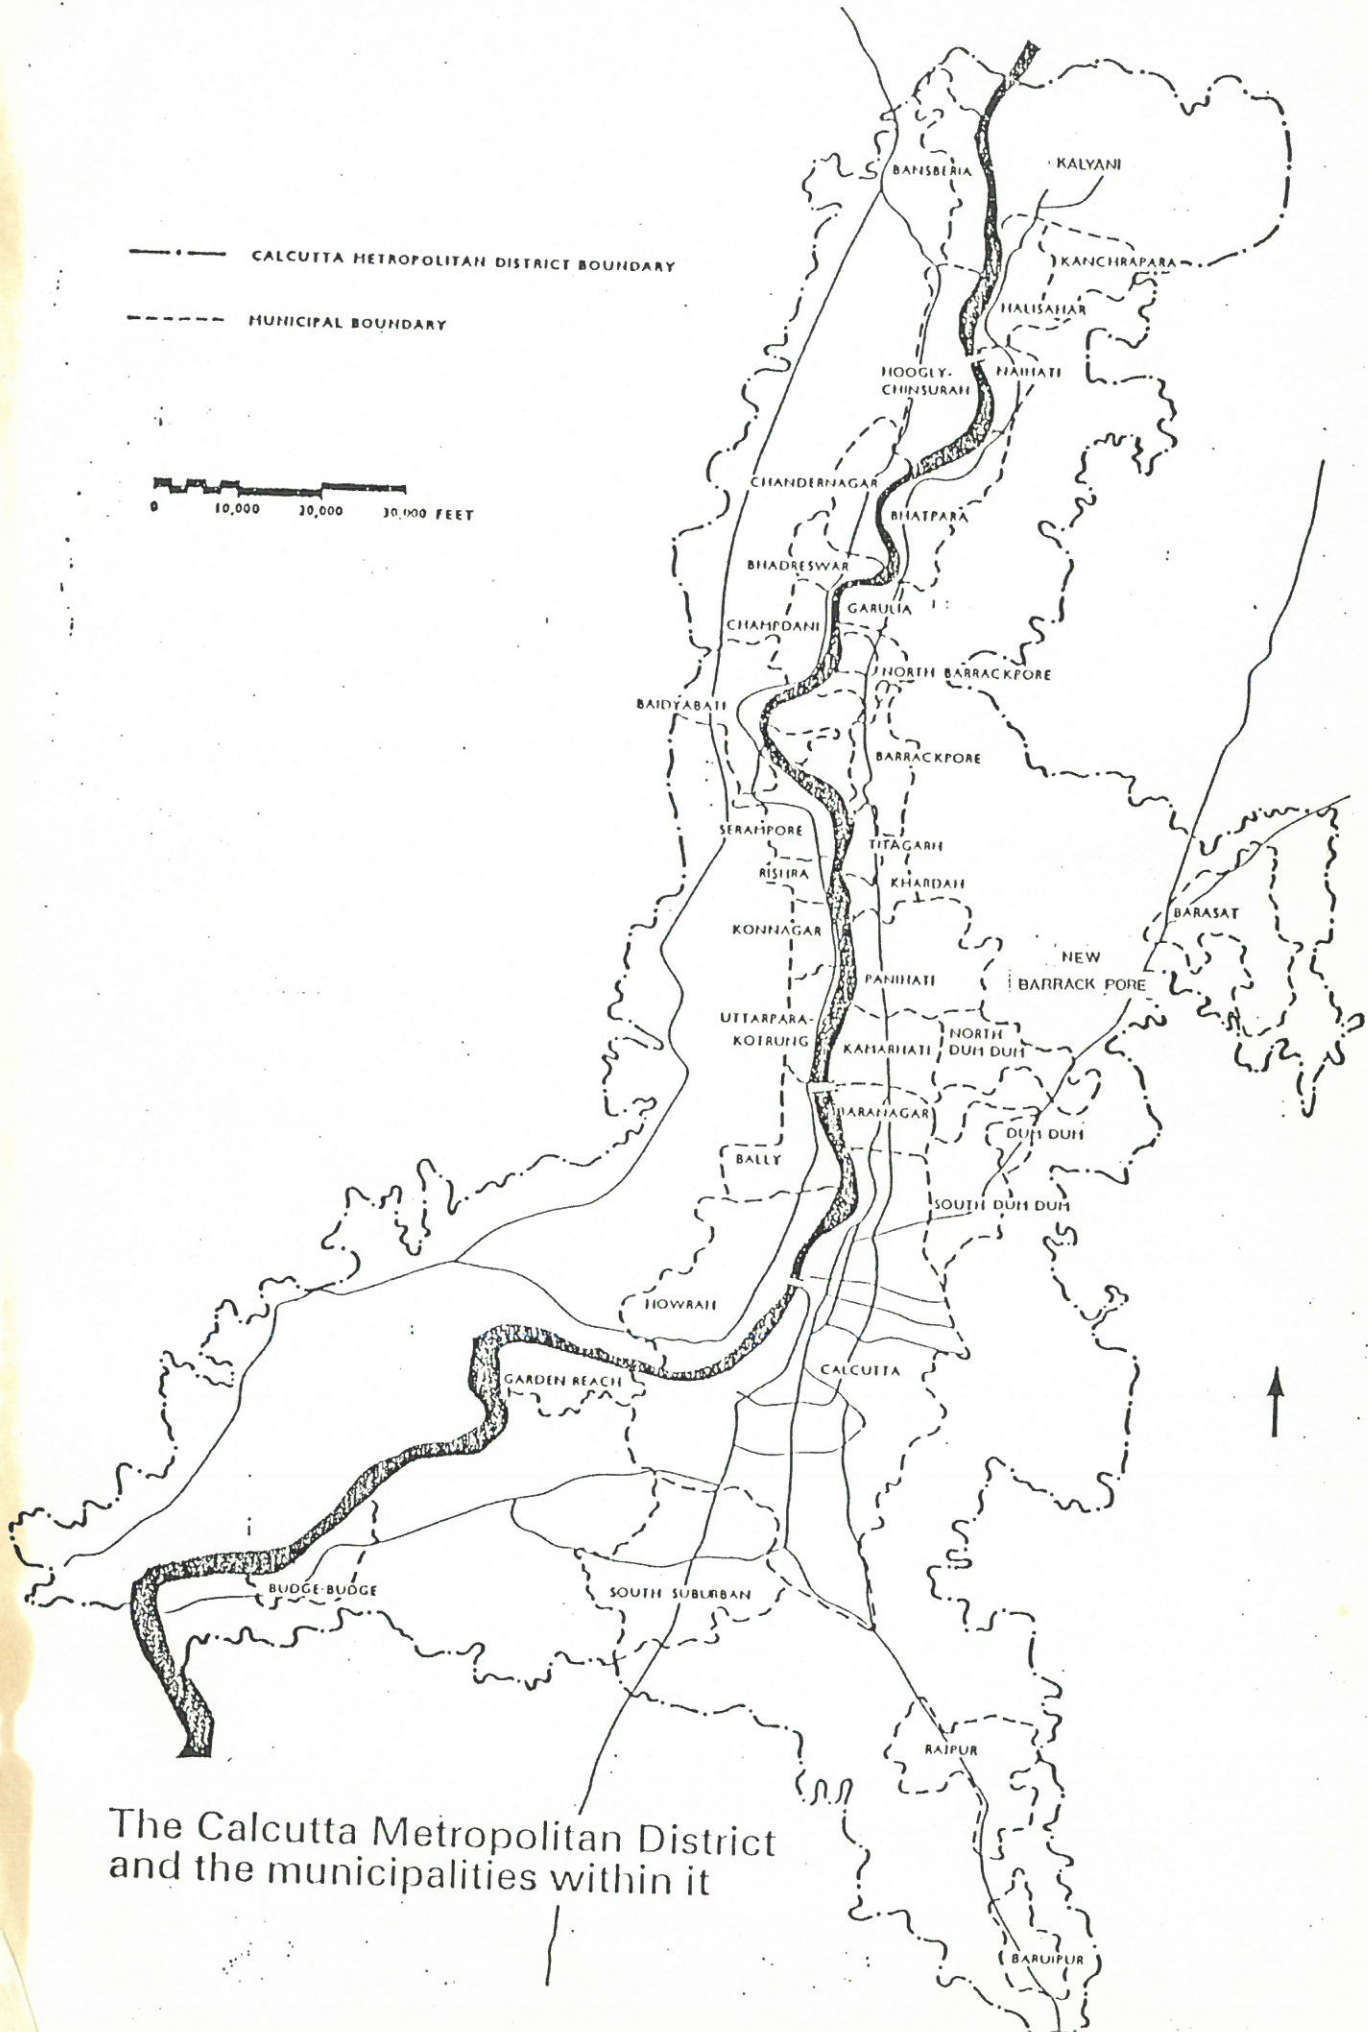 BANSBERIA
KALYANI
CALCUTTA METROPOLITAN DISTRICT BOUNDARY
KANCHRAPARA
HALISAHAR
MUNICIPAL BOUNDARY
HOOGLY-
CHINSURAH
NAIHATI
CHANDERNAGAR
0 10,000 20,000 30,000 FEET
BHATPARA
BHADRESWAR
GARULIA
CHAMPDANI
NORTH BARRACKPORE
BAIDYABATI
BARRACKPORE
SERAMPORE
TITAGARH
RISHRA
KHARDAH
BARASAT
KONNAGAR
NEW
BARRACK PORE
PANIHATI
UTTARPARA-
KOTRUNG
NORTH
DUM DUM
KAMARHATI
BARANAGAR
DUM DUM
BALLY
SOUTH DUM DUM
HOWRAH
CALCUTTA
GARDEN REACH
BUDGE-BUDGE
SOUTH SUBURBAN
RAJPUR
The Calcutta Metropolitan District
and the municipalities within it
BARUIPUR